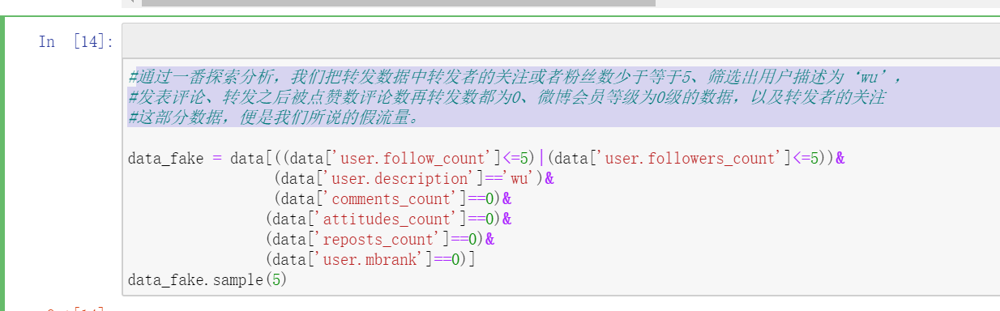 In [14]:
#通过一番探索分析，我们把转发数据中转发者的关注或者粉丝数少于等于5、筛选出用户描述为‘wu’，
#发表评论、转发之后被点赞数评论数再转发数都为0、微博会员等级为0级的数据，以及转发者的关注
#这部分数据，便是我们所说的假流量。
data_fake = data[((data['user.follow_count']<=5)|(data['user.followers_count']<=5))&
(data['user.description']=='wu')&
(data['comments_count']==0)&
(data['attitudes_count']==0)&
(data['reposts_count']==0)&
(data['user.mbrank']==0)]
data_fake.sample(5)